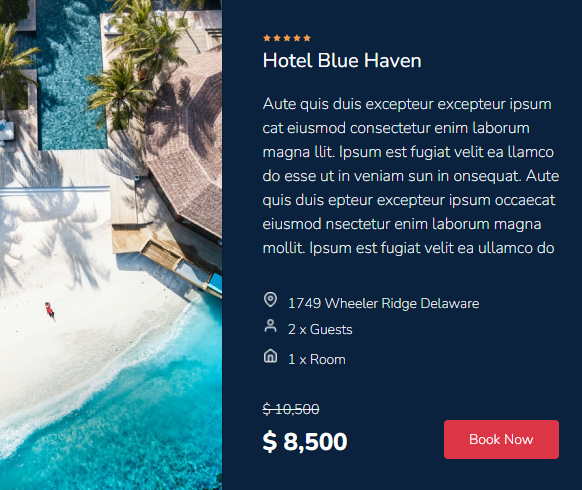 Hotel Blue Haven
Aute quis duis excepteur excepteur ipsum
cat eiusmod consectetur enim laborum
magna llit. Ipsum est fugiat velit ea llamco
do esse ut in veniam sun in onsequat. Aute
quis duis epteur excepteur ipsum occaecat
eiusmod nsectetur enim laborum magna
mollit. Ipsum est fugiat velit ea ullamco do
1749 Wheeler Ridge Delaware
2 x Guests
1 x Room
$ 10,500
$ 8,500
Book Now